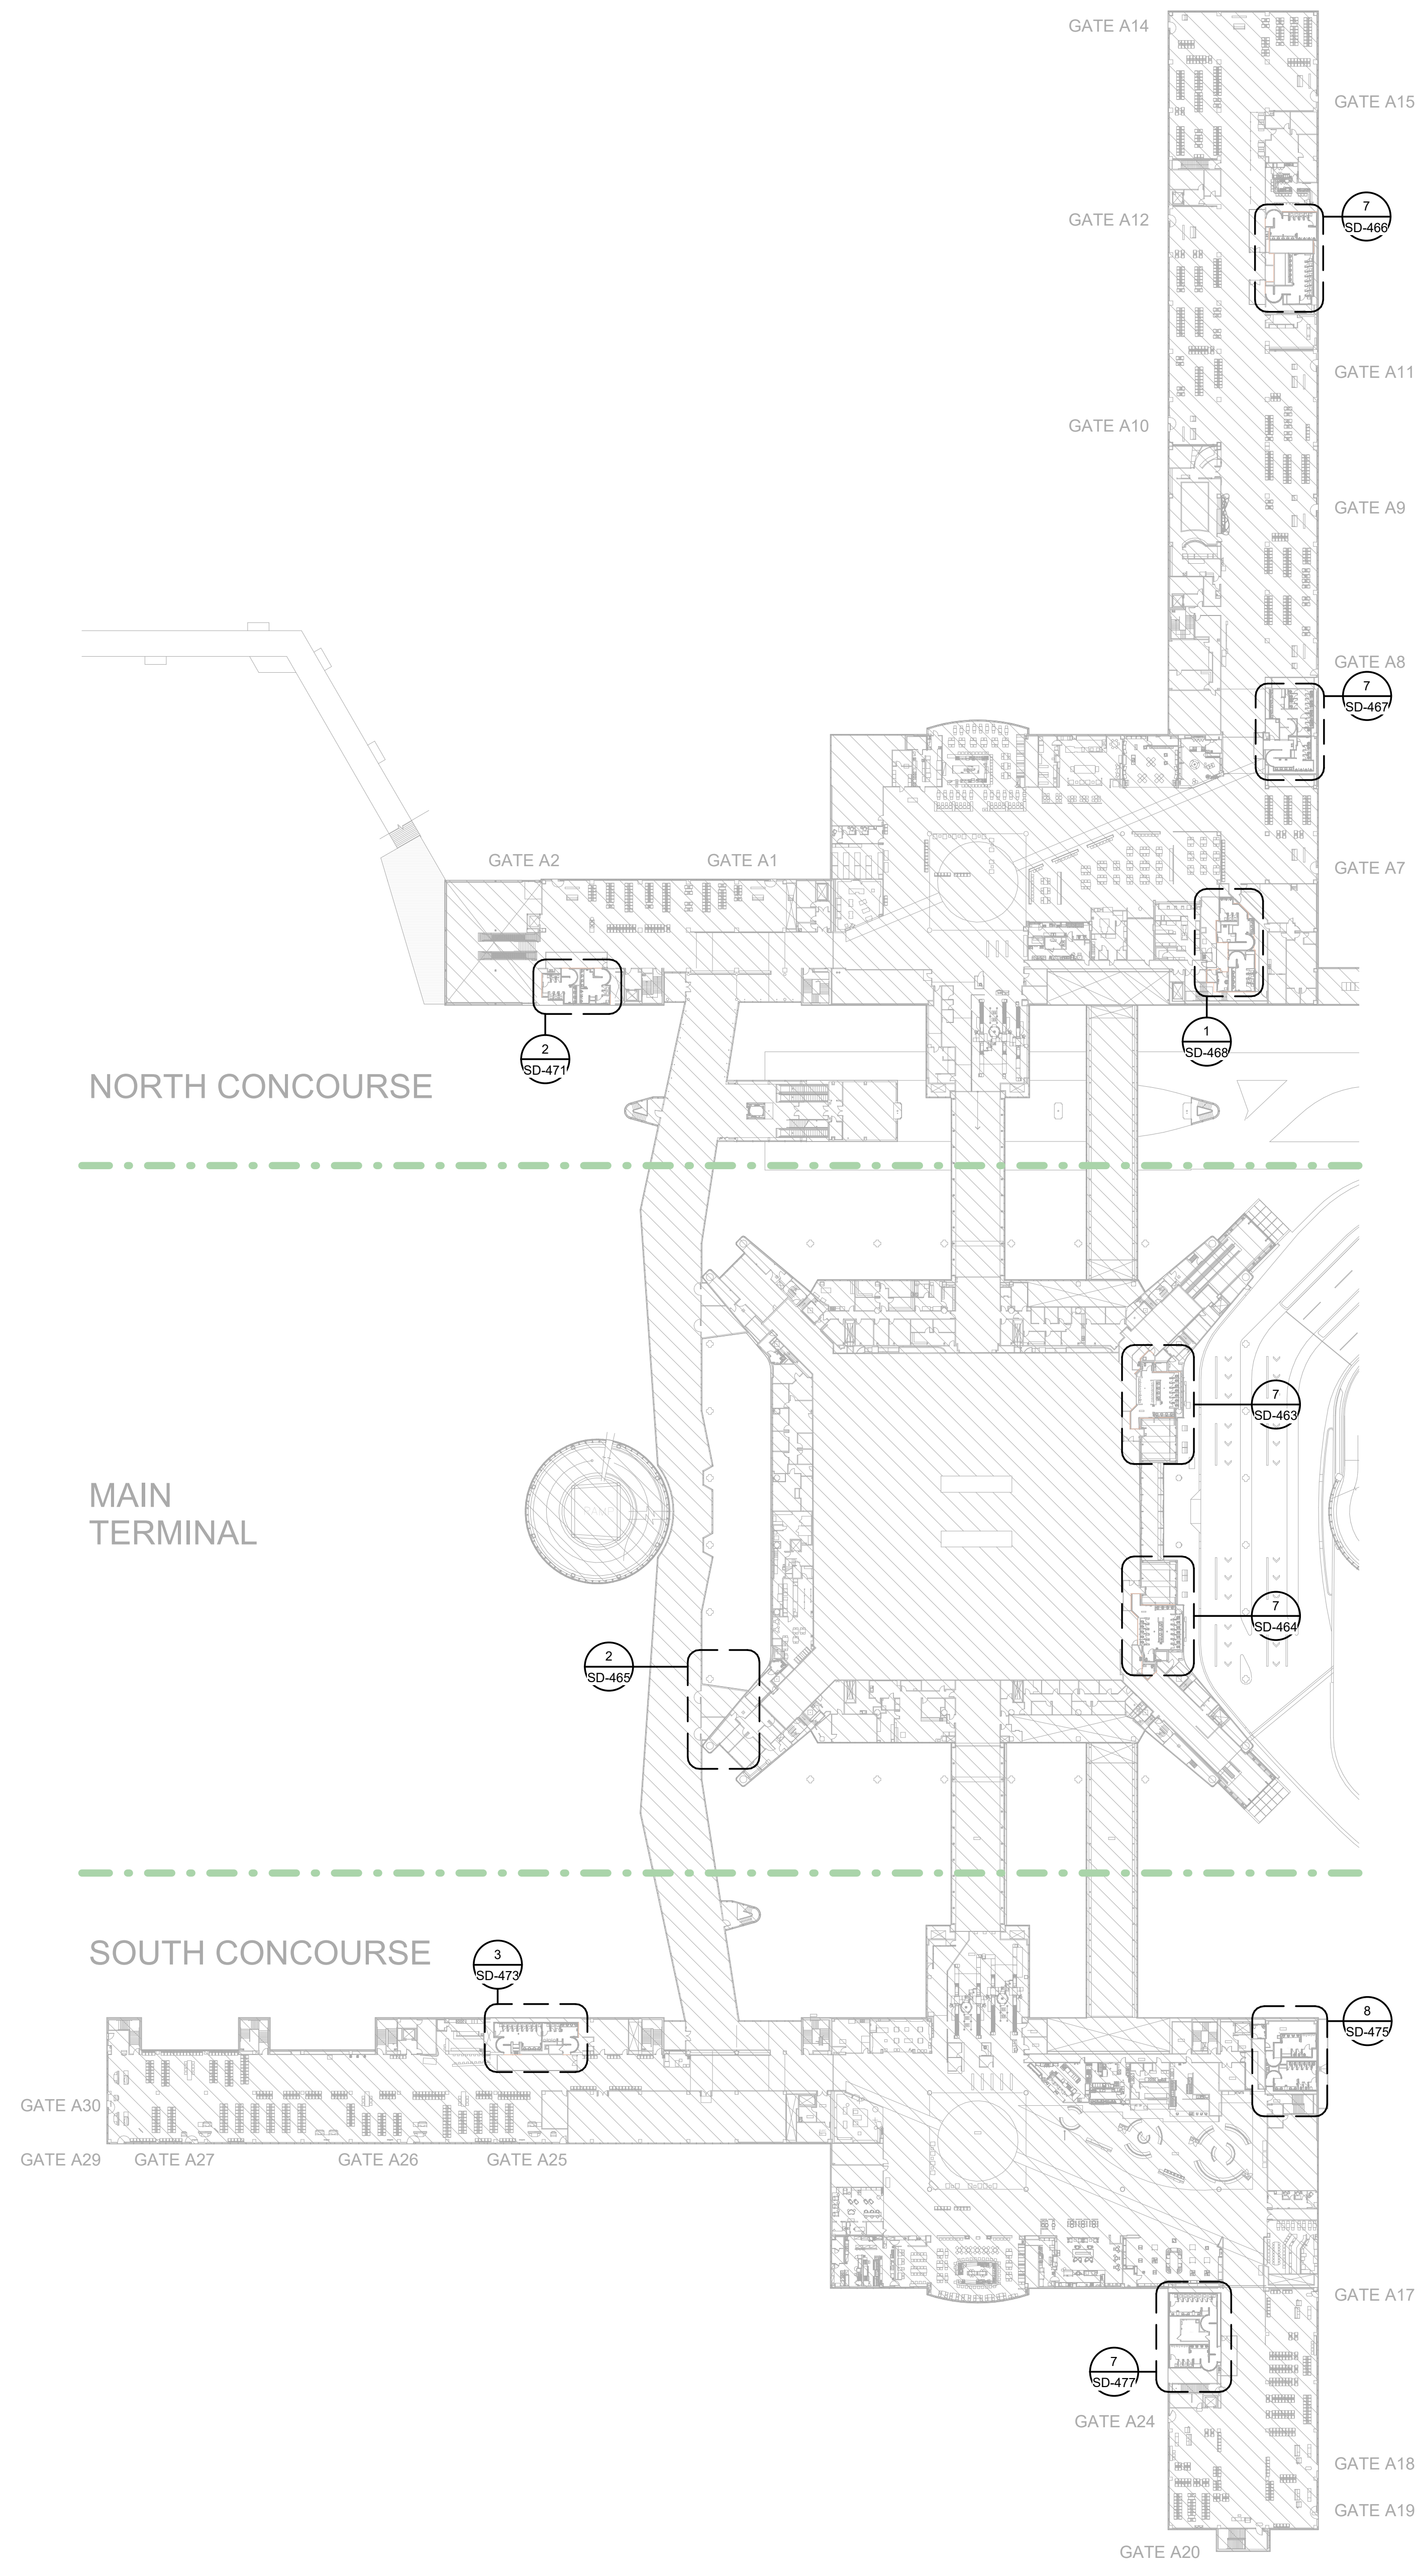 GATE A14
GATE A15
GATE A12
7
SD-466
GATE A11
GATE A10
GATE A9
GATE A8
7
SD-467
GATE A2
GATE A1
GATE A7
2
SD-471
1
SD-468
NORTH CONCOURSE
7
SD-463
MAIN
TERMINAL
RAMP
7
SD-464
2
SD-465
SOUTH CONCOURSE
3
SD-473
8
SD-475
GATE A30
GATE A29
GATE A27
GATE A26
GATE A25
GATE A17
7
SD-477
GATE A24
GATE A18
GATE A19
GATE A20